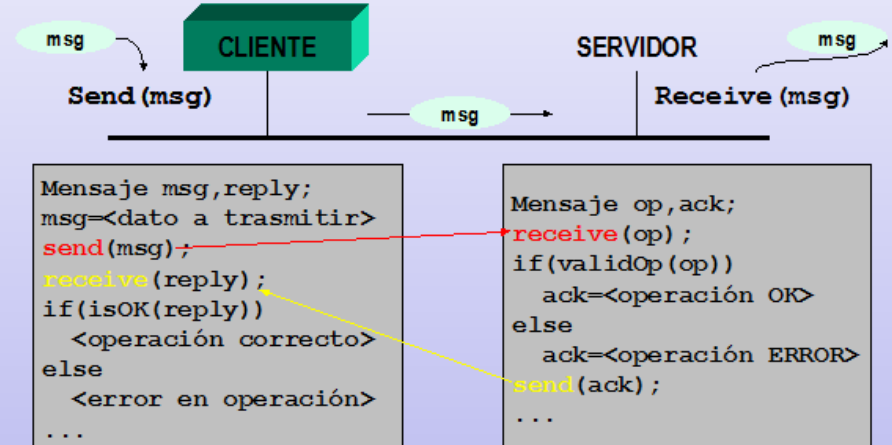 msg
CLIENTE
SERVIDOR
msg
Send(msg)
msg
Receive(msg)
Mensaje msg,reply;
msg=<dato a trasmitir>
send(msg);
receive(reply);
if(isOK(reply))
<operación correcto>
else
<error en operación>
...
Mensaje op,ack;
receive(op);
if(validOp(op))
ack=<operación OK>
else
ack=<operación ERROR>
send(ack);
...